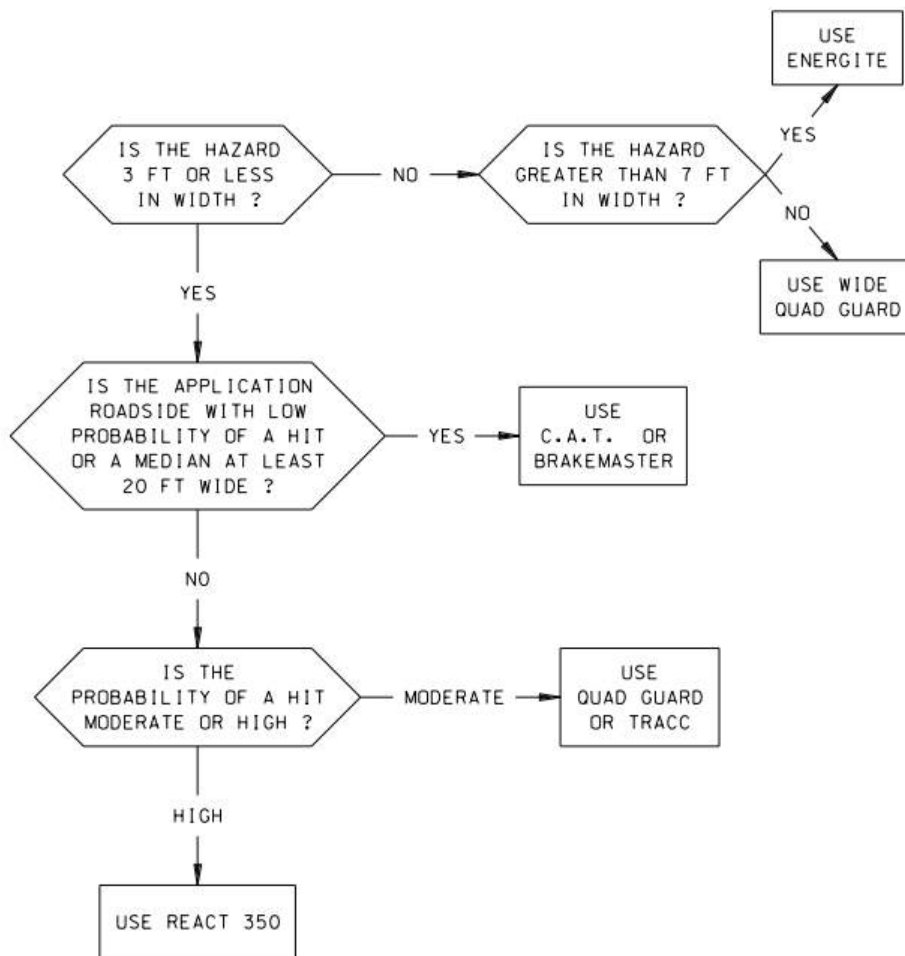 USE
ENERGITE
IS THE HAZARD
3 FT OR LESS
IN WIDTH ?
NO
IS THE HAZARD
GREATER THAN 7 FT
IN WIDTH ?
YES
NO
USE WIDE
QUAD GUARD
YES
IS THE APPLICATION
ROADSIDE WITH LOW
PROBABILITY OF A HIT
OR A MEDIAN AT LEAST
20 FT WIDE ?
YES
USE
C.A.T. OR
BRAKEMASTER
NO
IS THE
PROBABILITY OF A HIT
MODERATE OR HIGH ?
MODERATE
USE
QUAD GUARD
OR TRACC
HIGH
USE REACT 350